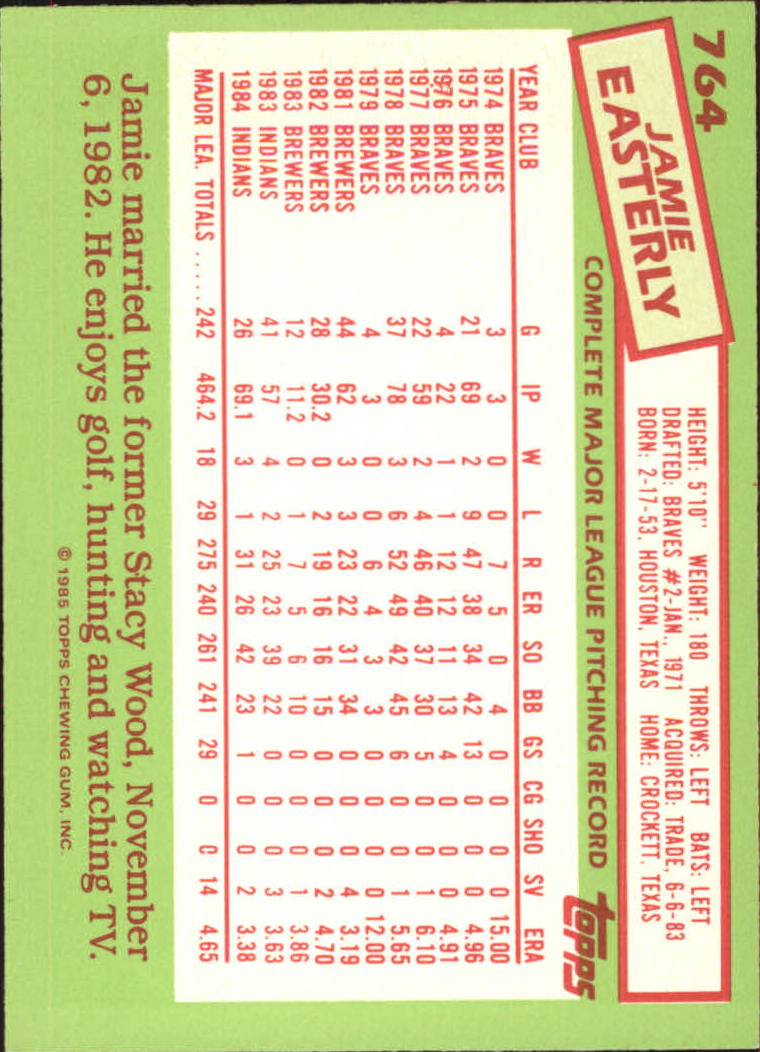 764
JAMIE
EASTERLY
HEIGHT: 5'10" WEIGHT: 180 THROWS: LEFT BATS: LEFT
DRAFTED: BRAVES #2-JAN., 1971 ACQUIRED: TRADE, 6-6-83
BORN: 2-17-53, HOUSTON, TEXAS HOME: CROCKETT, TEXAS
COMPLETE MAJOR LEAGUE PITCHING RECORD
TOPPS
YEAR CLUB G IP W L R ER SO BB GS CG SHO SV ERA
1974 BRAVES 3 3 0 0 7 5 0 4 0 0 0 0 15.00
1975 BRAVES 21 69 2 9 47 38 34 42 13 0 0 0 4.96
1976 BRAVES 4 22 1 1 12 12 11 13 4 0 0 0 4.91
1977 BRAVES 22 59 2 4 46 40 37 30 5 0 0 1 6.10
1978 BRAVES 37 78 3 6 52 49 42 45 6 0 0 1 5.65
1979 BRAVES 4 3 0 0 6 4 3 3 0 0 0 0 12.00
1981 BREWERS 44 62 3 3 23 22 31 34 0 0 0 4 3.19
1982 BREWERS 28 30.2 0 2 19 16 16 15 0 0 0 2 4.70
1983 BREWERS 12 11.2 0 1 7 5 6 10 0 0 0 1 3.86
1983 INDIANS 41 57 4 2 25 23 39 22 0 0 0 3 3.63
1984 INDIANS 26 69.1 3 1 31 26 42 23 1 0 0 2 3.38
MAJOR LEA. TOTALS ..... 242 464.2 18 29 275 240 261 241 29 0 0 14 4.65
Jamie married the former Stacy Wood, November
6, 1982. He enjoys golf, hunting and watching TV.
© 1985 TOPPS CHEWING GUM, INC.